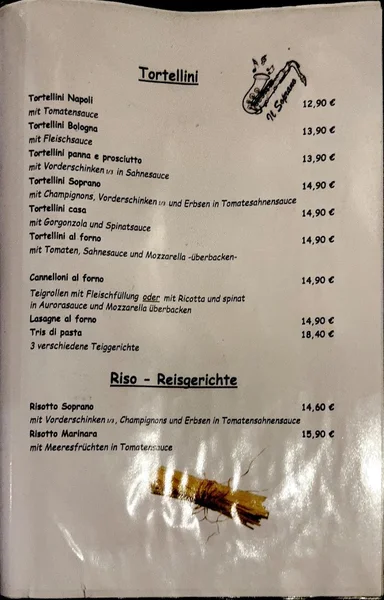 Tortellini
Il Soprano
Tortellini Napoli 12,90 €
mit Tomatensauce
Tortellini Bologna 13,90 €
mit Fleischsauce
Tortellini panna e prosciutto 13,90 €
mit Vorderschinken 1/3 in Sahnesauce
Tortellini Soprano 14,90 €
mit Champignons, Vorderschinken 1/3 und Erbsen in Tomatesahnensauce
Tortellini casa 14,90 €
mit Gorgonzola und Spinatsauce
Tortellini al forno 14,90 €
mit Tomaten, Sahnesauce und Mozzarella -überbacken-
Cannelloni al forno 14,90 €
Teigrollen mit Fleischfüllung oder mit Ricotta und spinat
in Aurorasauce und Mozzarella überbacken
Lasagne al forno 14,90 €
Tris di pasta 18,40 €
3 verschiedene Teiggerichte
Riso - Reisgerichte
Risotto Soprano 14,60 €
mit Vorderschinken 1/3, Champignons und Erbsen in Tomatensahnensauce
Risotto Marinara 15,90 €
mit Meeresfrüchten in Tomatensauce